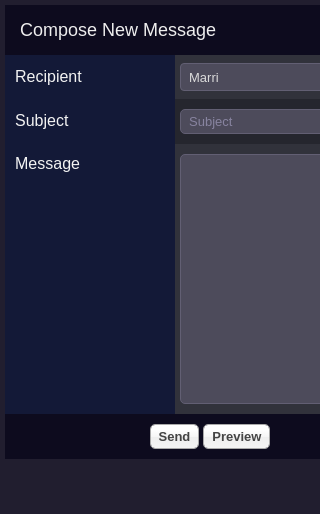 Compose New Message
Recipient
Marri
Subject
Subject
Message
Send Preview